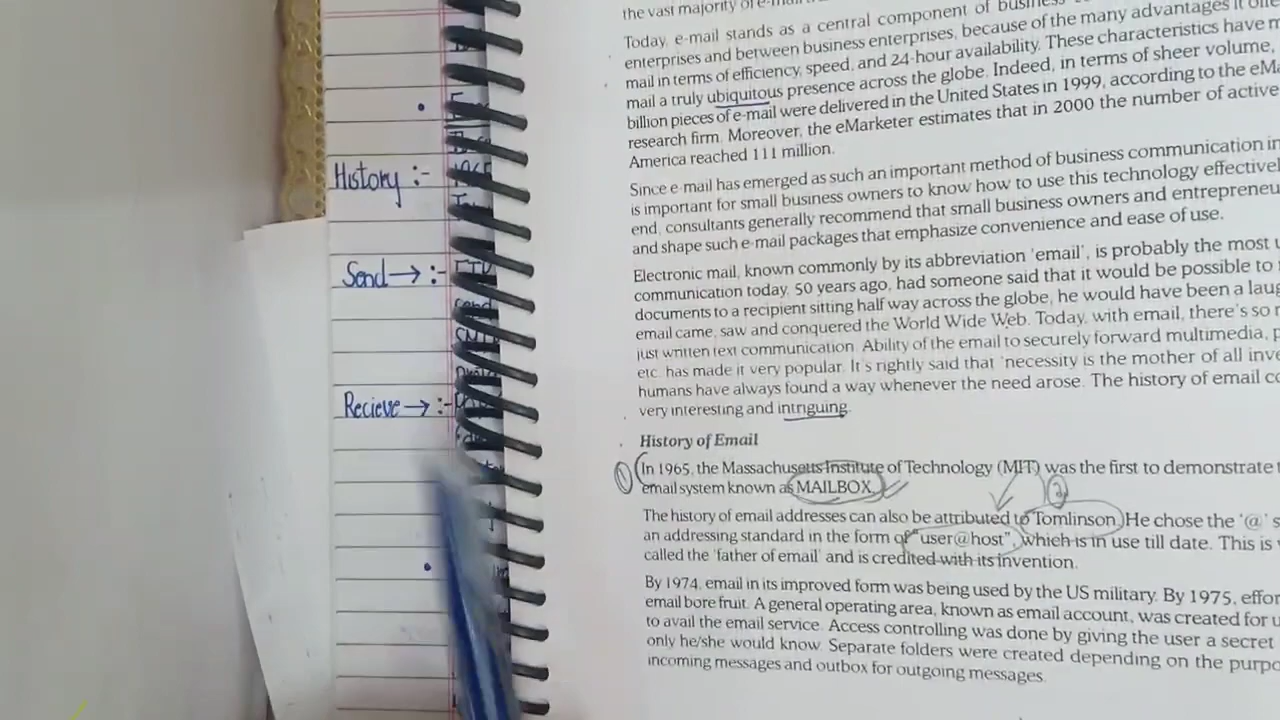 History :-
Send → :-
Recieve → :-
the vast majority of e-mail
Today, e-mail stands as a central component of business
enterprises and between business enterprises, because of the many advantages it
mail in terms of efficiency, speed, and 24-hour availability. These characteristics have
mail a truly ubiquitous presence across the globe. Indeed, in terms of sheer volume,
billion pieces of e-mail were delivered in the United States in 1999, according to the
research firm. Moreover, the eMarketer estimates that in 2000 the number of active
America reached 111 million.
Since e-mail has emerged as such an important method of business communication in
is important for small business owners to know how to use this technology
end, consultants generally recommend that small business owners and
and shape such e-mail packages that emphasize convenience and ease of use.
Electronic mail, known commonly by its abbreviation 'email', is probably the most
communication today. 50 years ago, had someone said that it would be possible to
documents to a recipient sitting half way across the globe, he would have been a
email came, saw and conquered the World Wide Web. Today, with email, there's so
just written text communication. Ability of the email to securely forward multimedia,
etc. has made it very popular. It's rightly said that 'necessity is the mother of all
humans have always found a way whenever the need arose. The history of email
very interesting and intriguing.
History of Email
1 In 1965, the Massachusetts Institute of Technology (MIT) was the first to demonstrate
email system known as MAILBOX.
2
The history of email addresses can also be attributed to Tomlinson. He chose the '@'
an addressing standard in the form of "user@host", which is in use till date. This is
called the 'father of email' and is credited with its invention.
By 1974, email in its improved form was being used by the US military. By 1975,
email bore fruit. A general operating area, known as email account, was created for
to avail the email service. Access controlling was done by giving the user a secret
only he/she would know. Separate folders were created depending on the
incoming messages and outbox for outgoing messages.